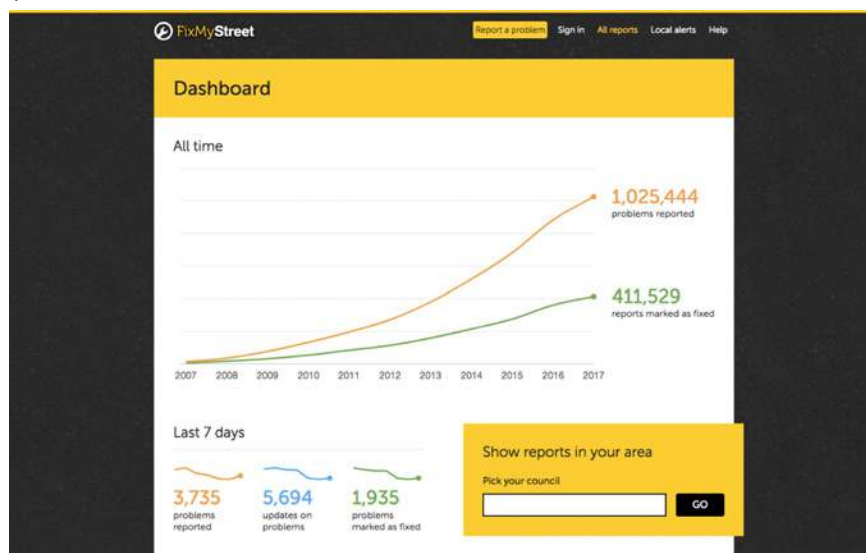 FixMyStreet
Report a problem Sign in All reports Local alerts Help
Dashboard
All time
1,025,444
problems reported
411,529
reports marked as fixed
2007 2008 2009 2010 2011 2012 2013 2014 2015 2016 2017
Last 7 days
3,735
problems
reported
5,694
updates on
problems
1,935
problems
marked as fixed
Show reports in your area
Pick your council
GO